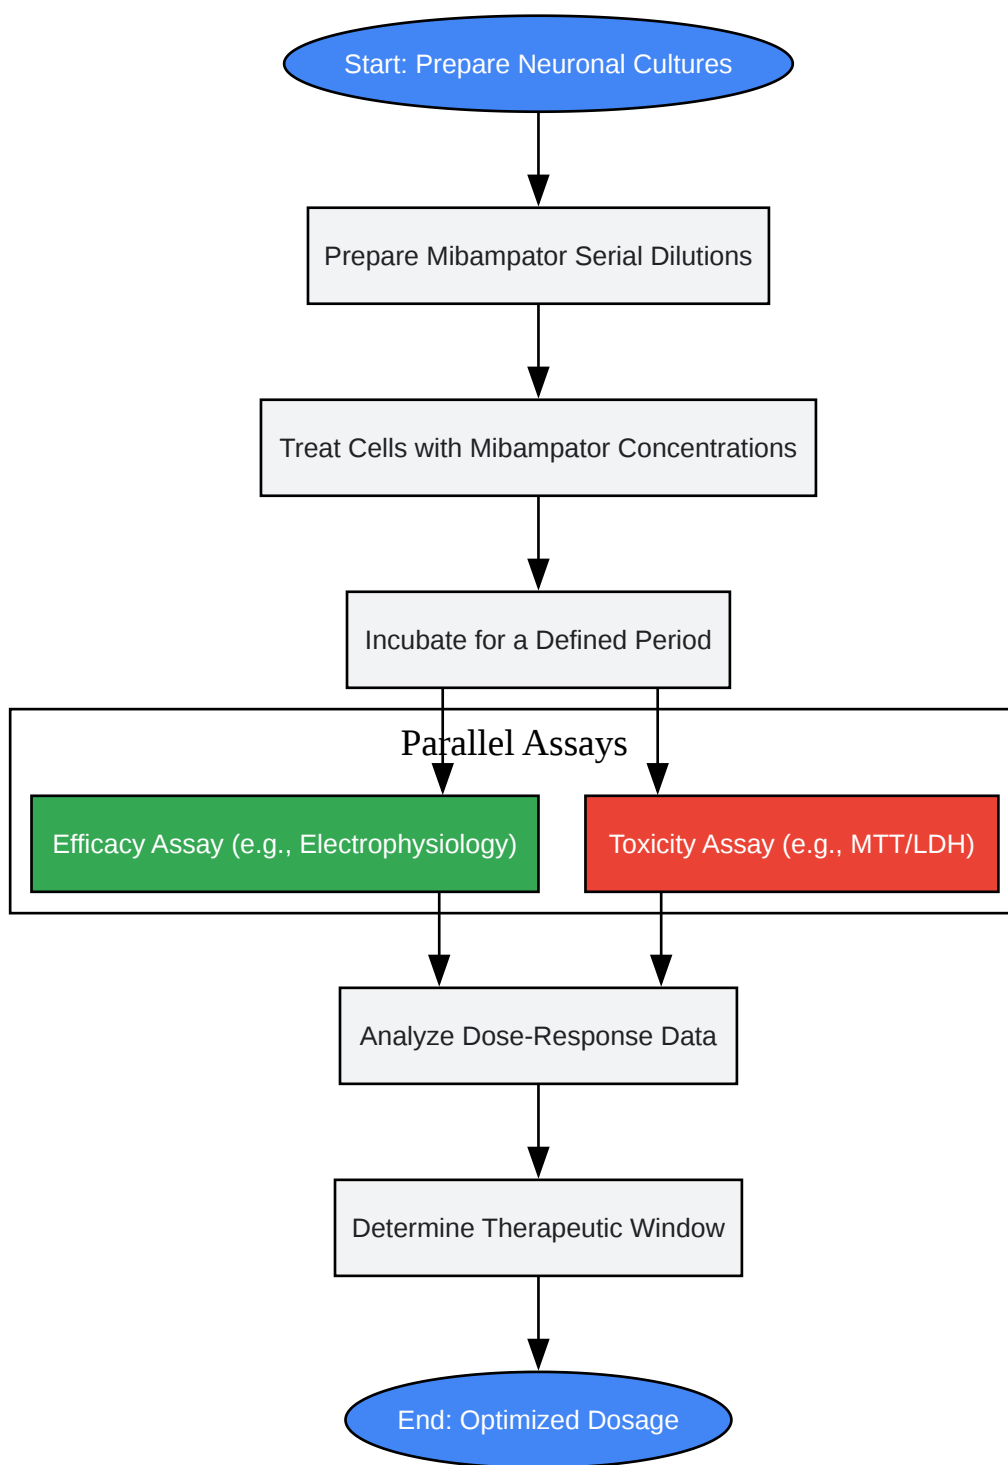 Start: Prepare Neuronal Cultures
Prepare Mibampator Serial Dilutions
Treat Cells with Mibampator Concentrations
Incubate for a Defined Period
Parallel Assays
Efficacy Assay (e.g., Electrophysiology)
Toxicity Assay (e.g., MTT/LDH)
Analyze Dose-Response Data
Determine Therapeutic Window
End: Optimized Dosage